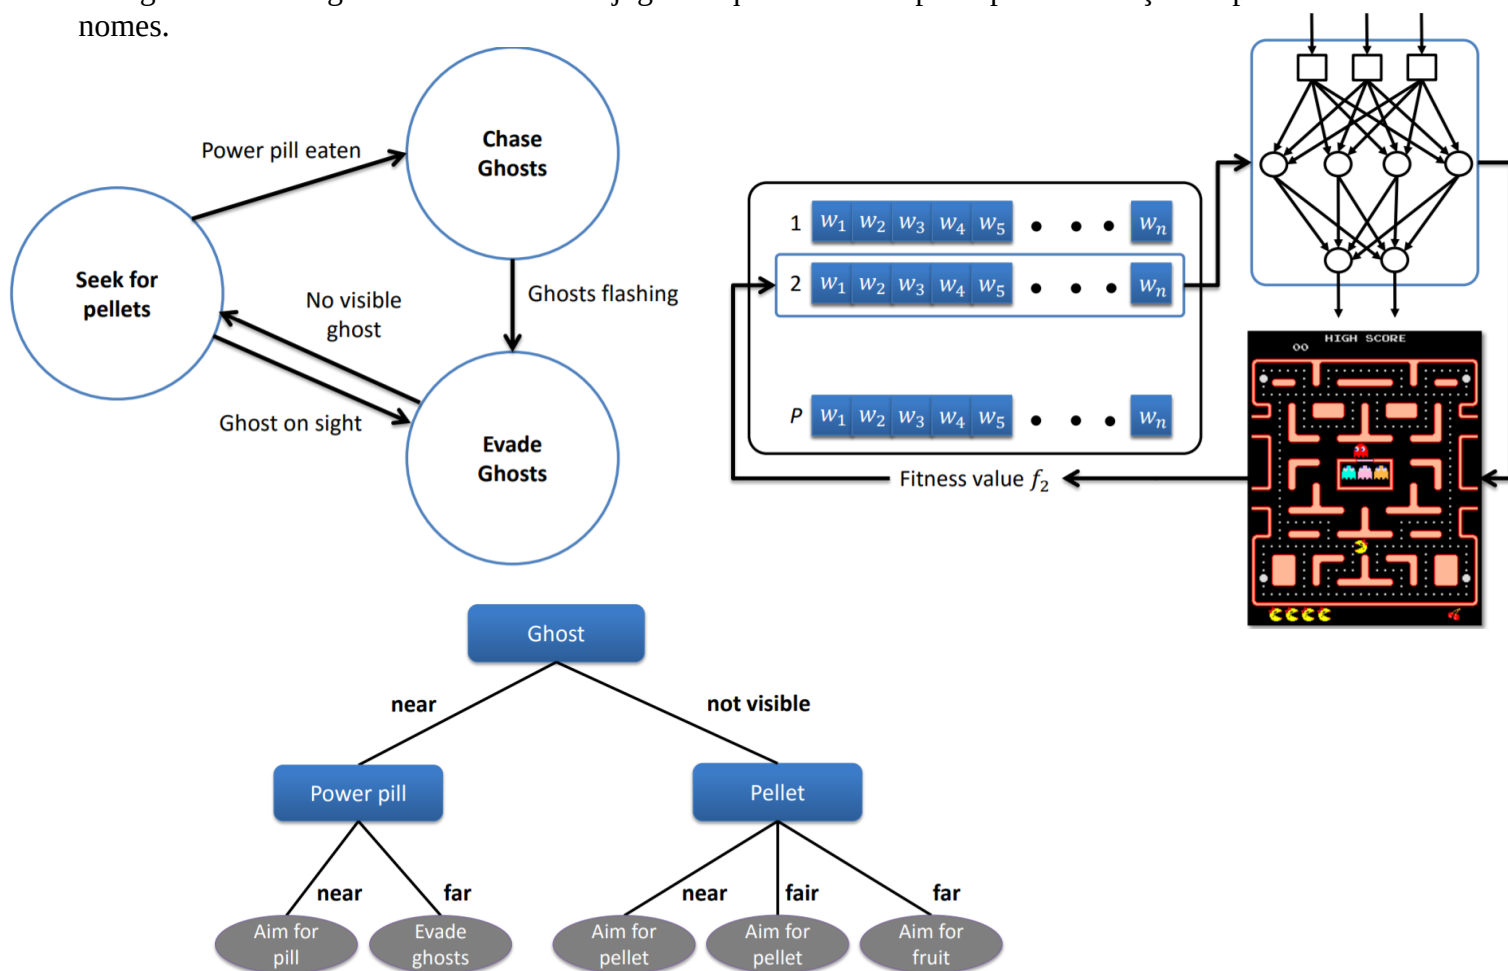 nomes.
Power pill eaten
Chase
Ghosts
Seek for
pellets
No visible
ghost
Ghosts flashing
Ghost on sight
Evade
Ghosts
1 w₁ w₂ w₃ w₄ w₅ • • • wₙ
2 w₁ w₂ w₃ w₄ w₅ • • • wₙ
P w₁ w₂ w₃ w₄ w₅ • • • wₙ
Fitness value f₂
HIGH SCORE
00
Ghost
near
not visible
Power pill
Pellet
near
far
near
fair
far
Aim for
pill
Evade
ghosts
Aim for
pellet
Aim for
pellet
Aim for
fruit